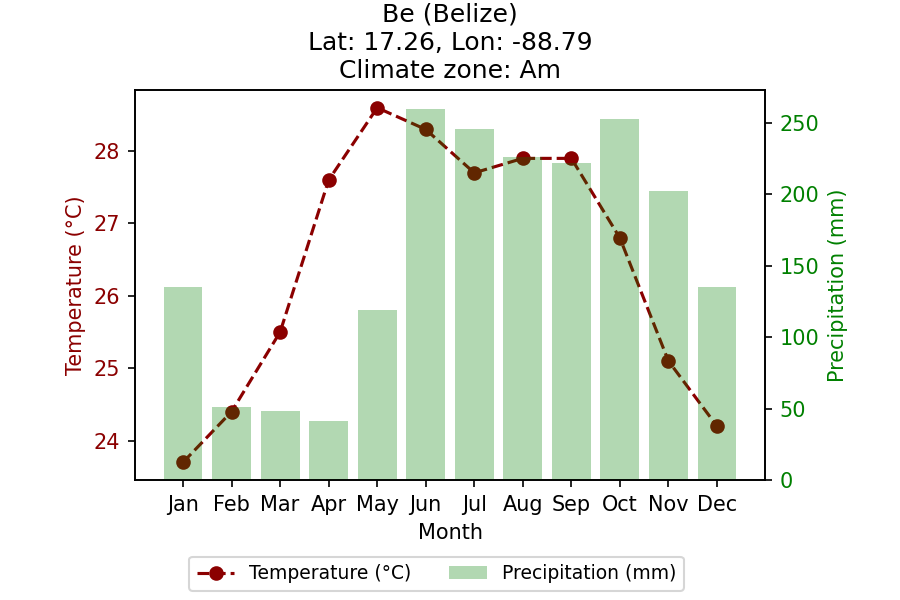 Be (Belize)
Lat: 17.26, Lon: -88.79
Climate zone: Am
Temperature (°C)
28
27
26
25
24
250
200
150
100
50
0
Precipitation (mm)
Jan Feb Mar Apr May Jun Jul Aug Sep Oct Nov Dec
Month
Temperature (°C) Precipitation (mm)